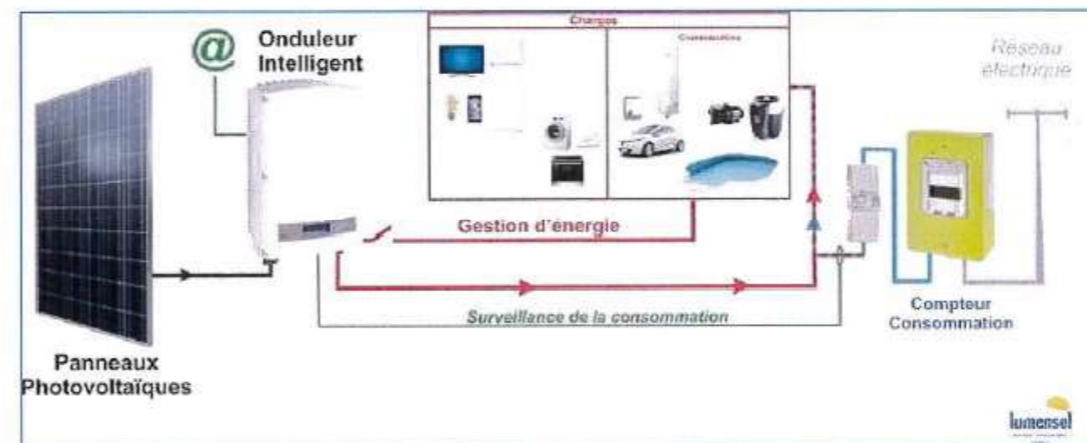 Charges
@
Onduleur
Intelligent
Réseau
électrique
Gestion d'énergie
Surveillance de la consommation
Compteur
Consommation
Panneaux
Photovoltaïques
lumensol